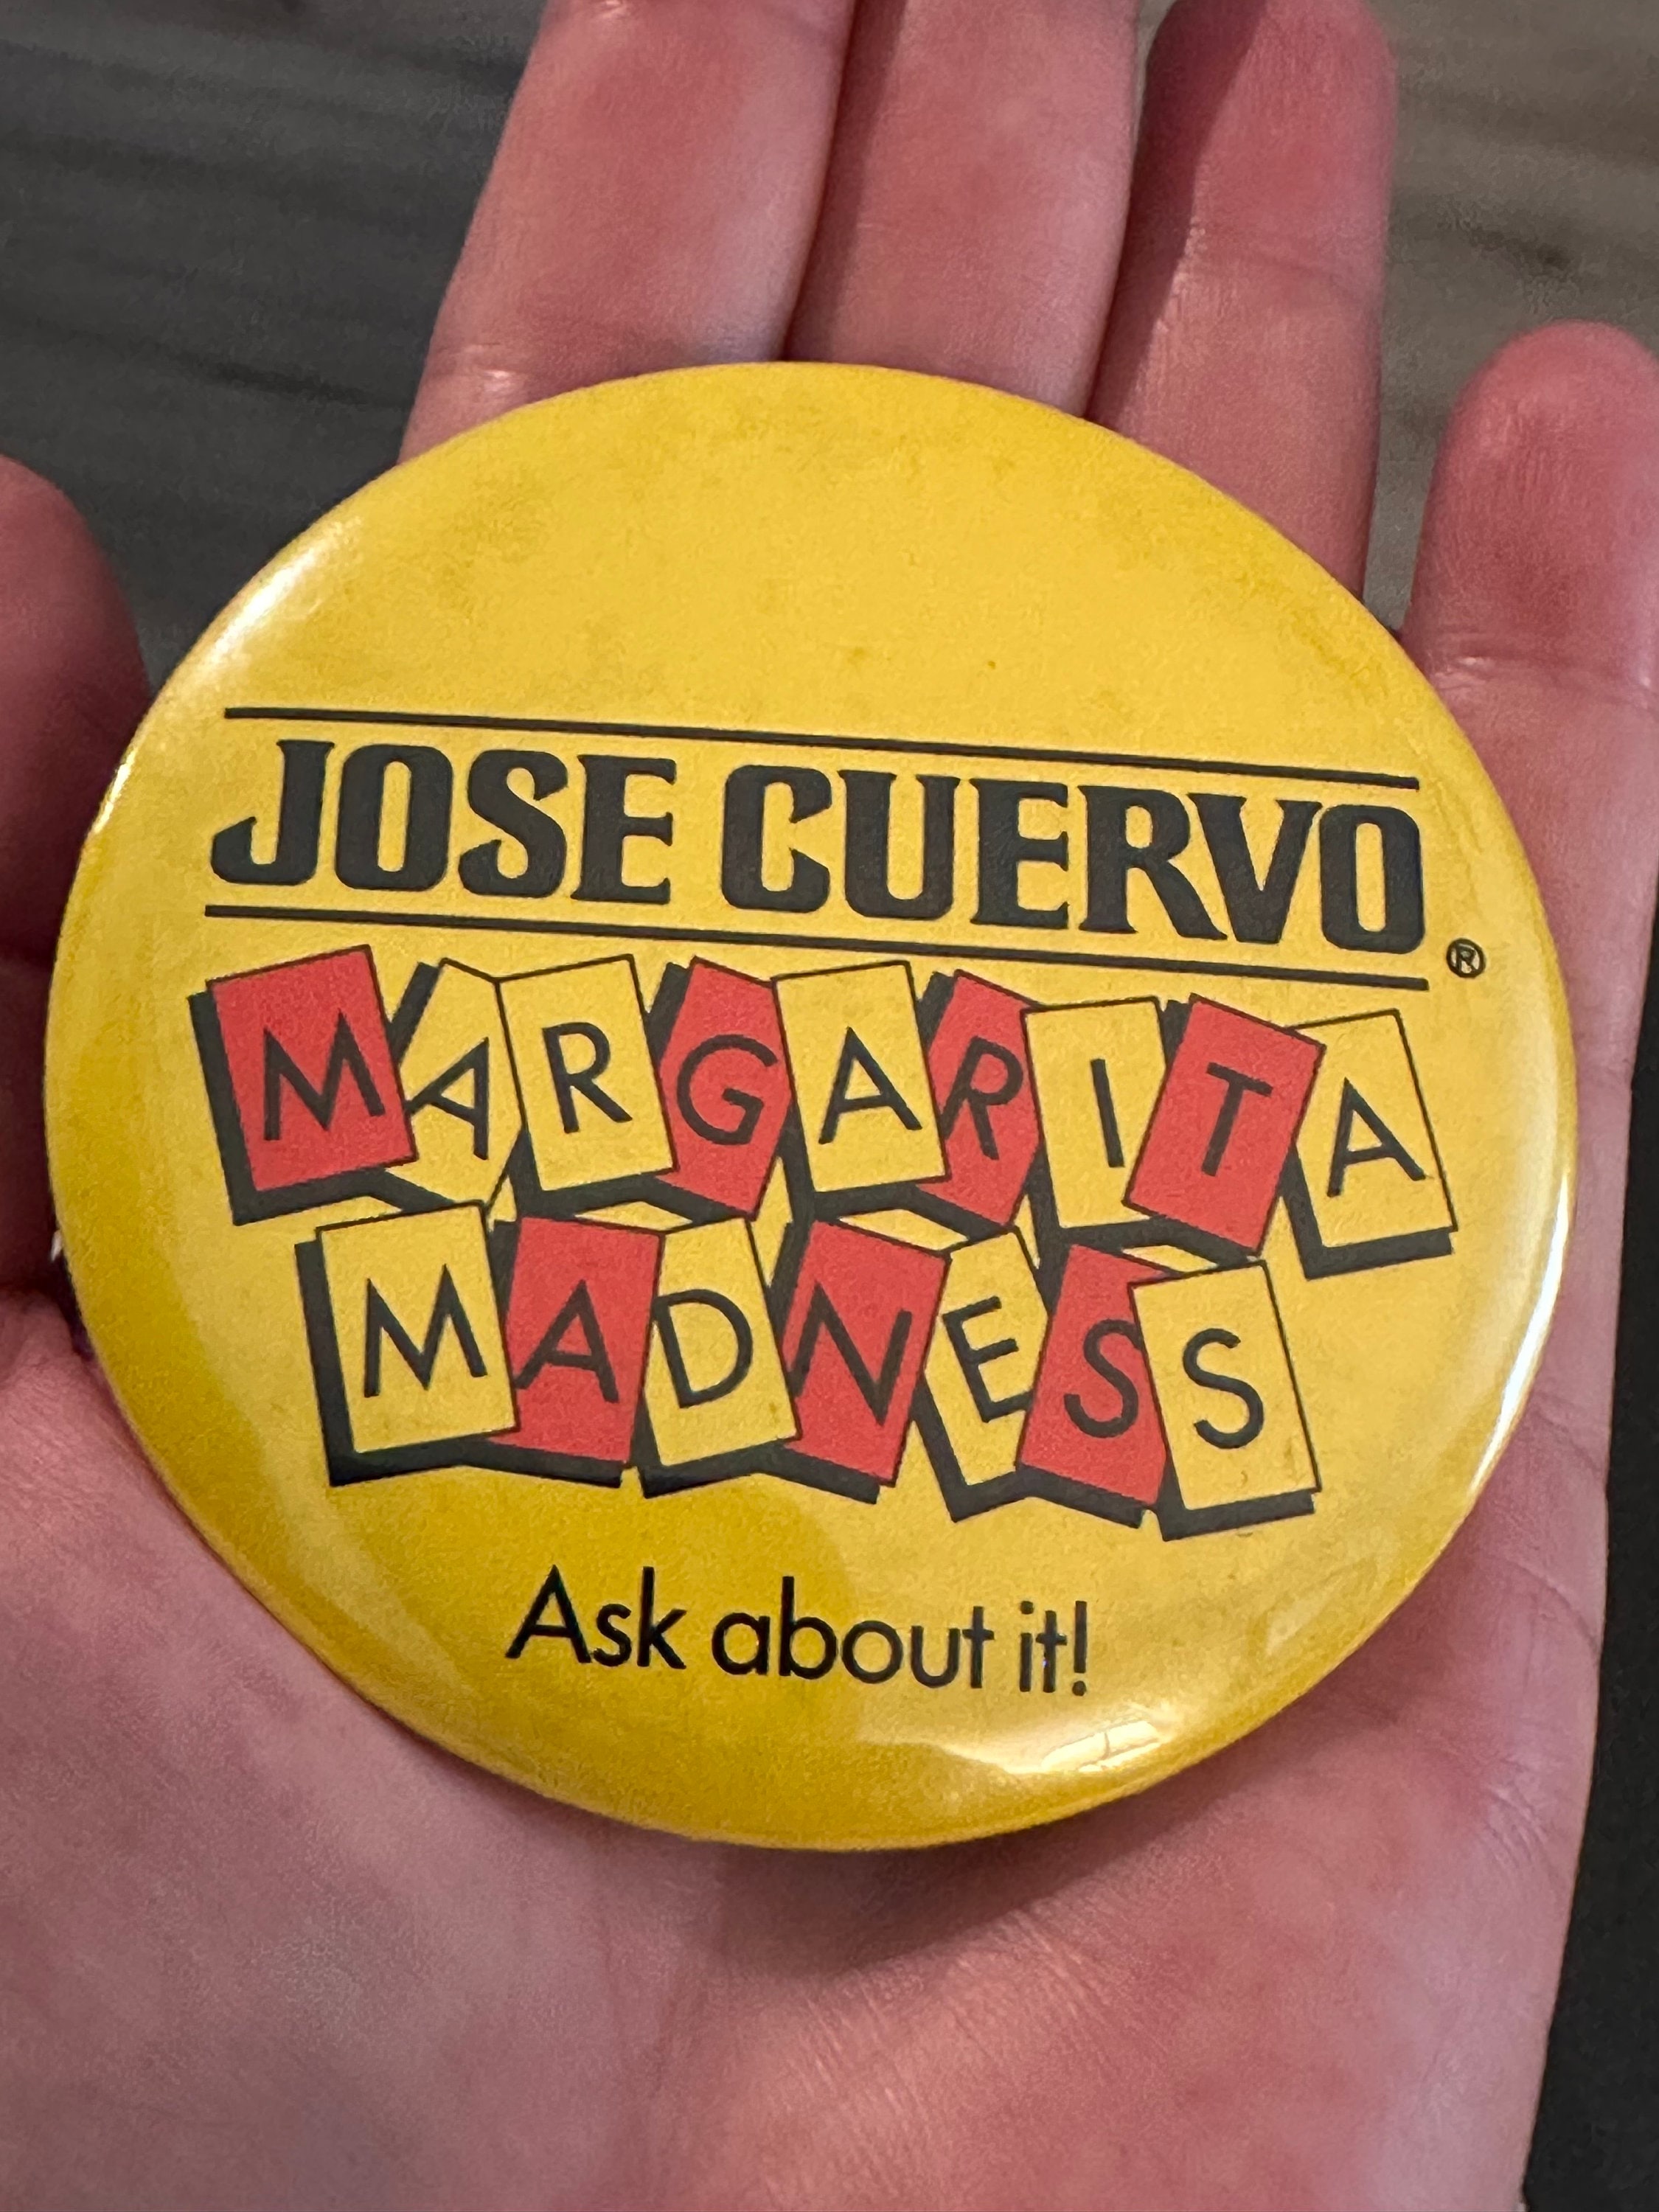 JOSE CUERVO®
MARGARITA
MADNESS
Ask about it!